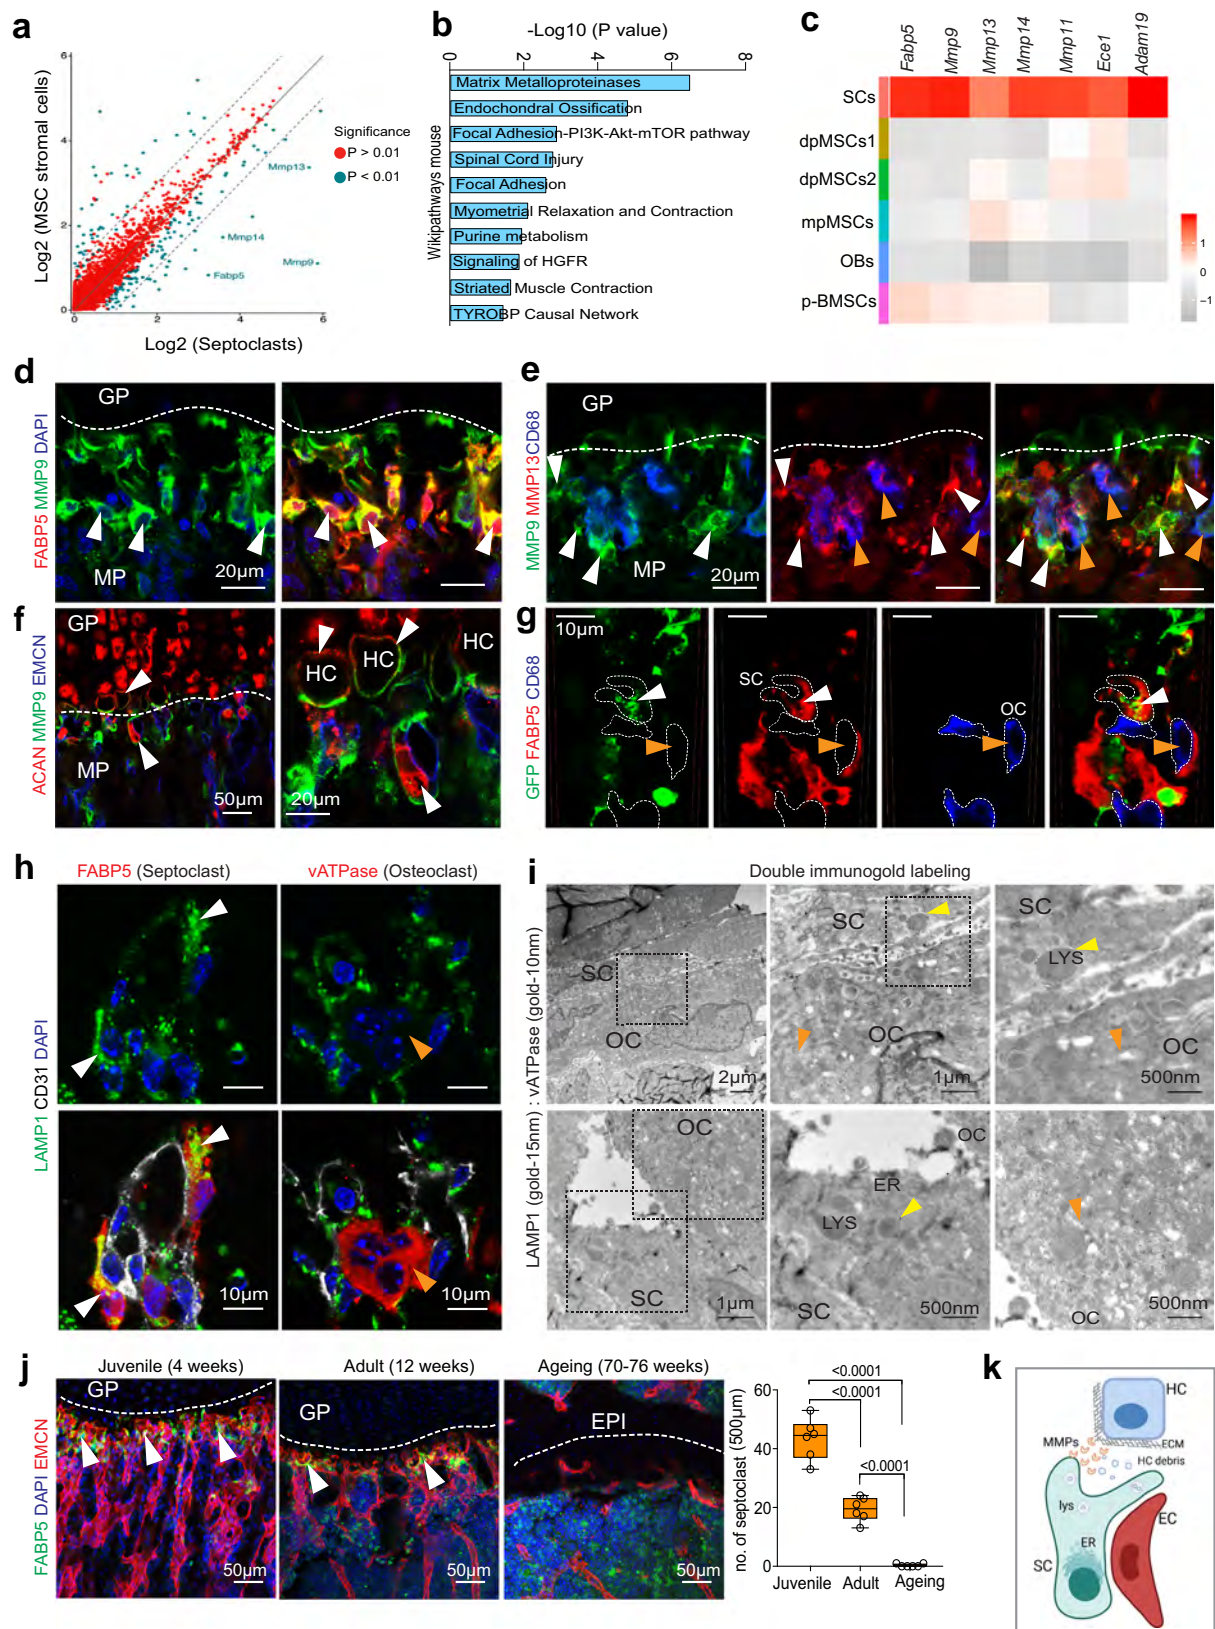 a
6
4
2
0
0
2
4
6
Log2 (MSC stromal cells)
Log2 (Septoclasts)
Mmp13
Mmp14
Mmp9
Fabp5
Significance
P > 0.01
P < 0.01
b
-Log10 (P value)
0
2
4
6
8
Wikipathways mouse
Matrix Metalloproteinases
Endochondral Ossification
Focal Adhesion-PI3K-Akt-mTOR pathway
Spinal Cord Injury
Focal Adhesion
Myometrial Relaxation and Contraction
Purine metabolism
Signaling of HGFR
Striated Muscle Contraction
TYROBP Causal Network
c
Fabp5
Mmp9
Mmp13
Mmp14
Mmp11
Ece1
Adam19
SCs
dpMSCs1
dpMSCs2
mpMSCs
OBs
p-BMSCs
1
0
−1
d
FABP5 MMP9 DAPI
GP
MP
20µm
e
MMP9 MMP13CD68
GP
MP
20µm
f
ACAN MMP9 EMCN
GP
MP
50µm
HC
HC
HC
20µm
g
GFP FABP5 CD68
10µm
SC
OC
h
FABP5 (Septoclast)
vATPase (Osteoclast)
LAMP1 CD31 DAPI
10µm
10µm
i
Double immunogold labeling
LAMP1 (gold-15nm) : vATPase (gold-10nm)
SC
OC
2µm
SC
OC
1µm
SC
LYS
OC
500nm
OC
SC
1µm
OC
ER
LYS
SC
500nm
OC
500nm
j
Juvenile (4 weeks)
Adult (12 weeks)
Ageing (70-76 weeks)
FABP5 DAPI EMCN
GP
50µm
GP
50µm
EPI
50µm
no. of septoclast (500µm)
60
40
20
0
<0.0001
<0.0001
<0.0001
Juvenile
Adult
Ageing
k
HC
MMPs
ECM
HC debris
lys
EC
ER
SC